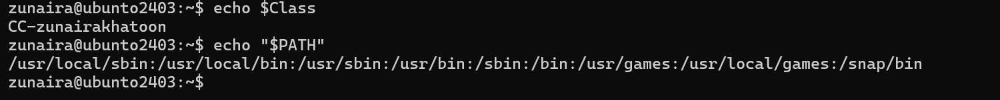 zunaira@ubunto2403:~$ echo $Class
CC-zunairakhatoon
zunaira@ubunto2403:~$ echo "$PATH"
/usr/local/sbin:/usr/local/bin:/usr/sbin:/usr/bin:/sbin:/bin:/usr/games:/usr/local/games:/snap/bin
zunaira@ubunto2403:~$